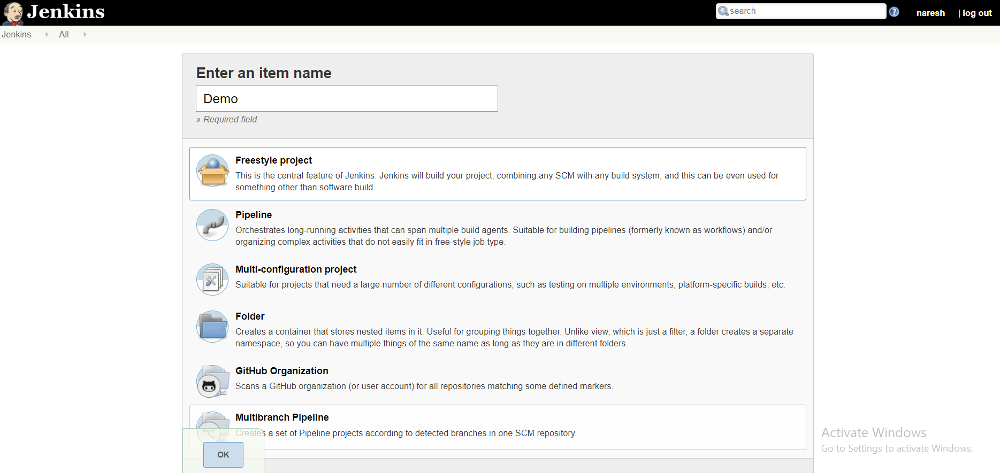 Jenkins
search
naresh
| log out
Jenkins
All
Enter an item name
Demo
» Required field
Freestyle project
This is the central feature of Jenkins. Jenkins will build your project, combining any SCM with any build system, and this can be even used for
something other than software build.
Pipeline
Orchestrates long-running activities that can span multiple build agents. Suitable for building pipelines (formerly known as workflows) and/or
organizing complex activities that do not easily fit in free-style job type.
Multi-configuration project
Suitable for projects that need a large number of different configurations, such as testing on multiple environments, platform-specific builds, etc.
Folder
Creates a container that stores nested items in it. Useful for grouping things together. Unlike view, which is just a filter, a folder creates a separate
namespace, so you can have multiple things of the same name as long as they are in different folders.
GitHub Organization
Scans a GitHub organization (or user account) for all repositories matching some defined markers.
Multibranch Pipeline
Creates a set of Pipeline projects according to detected branches in one SCM repository.
OK
Activate Windows
Go to Settings to activate Windows.